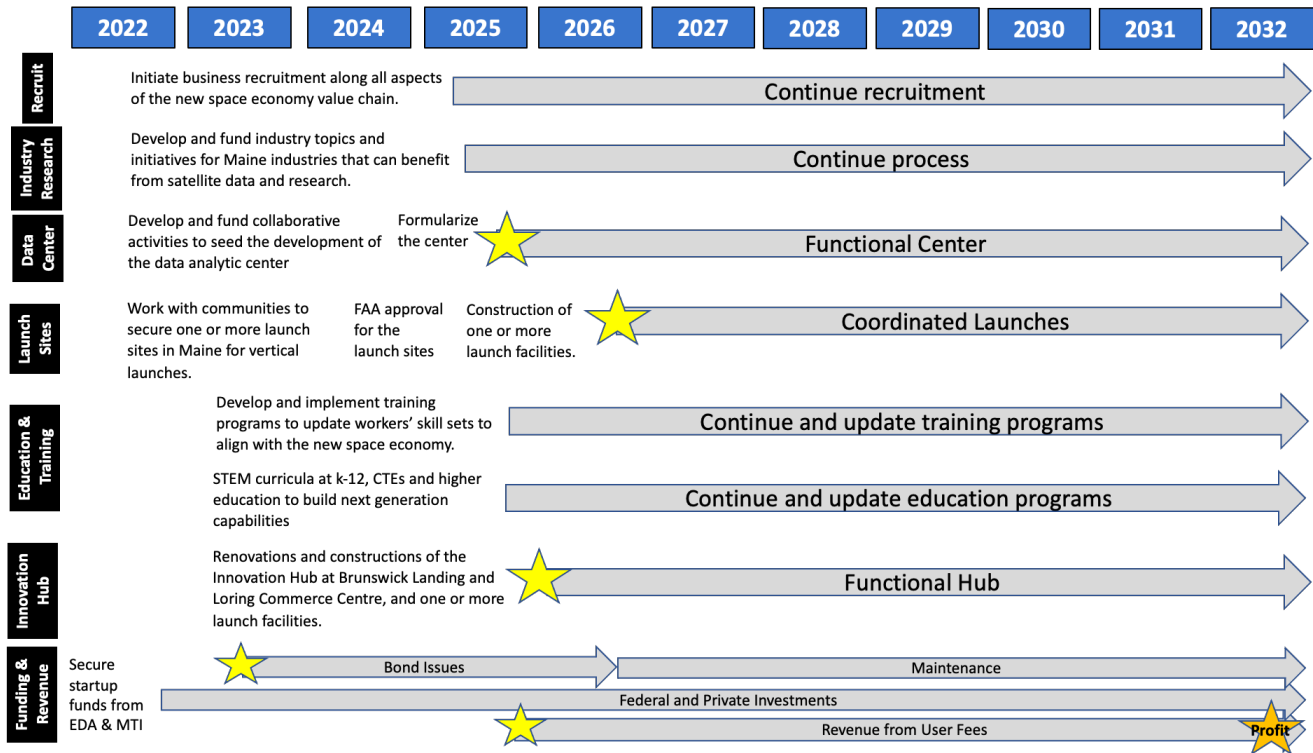 2022 2023 2024 2025 2026 2027 2028 2029 2030 2031 2032
Recruit
Initiate business recruitment along all aspects
of the new space economy value chain.
Continue recruitment
Industry
Research
Develop and fund industry topics and
initiatives for Maine industries that can benefit
from satellite data and research.
Continue process
Data
Center
Develop and fund collaborative
activities to seed the development of
the data analytic center
Formularize
the center
Functional Center
Launch
Sites
Work with communities to
secure one or more launch
sites in Maine for vertical
launches.
FAA approval
for the
launch sites
Construction of
one or more
launch facilities.
Coordinated Launches
Education &
Training
Develop and implement training
programs to update workers’ skill sets to
align with the new space economy.
Continue and update training programs
STEM curricula at k-12, CTEs and higher
education to build next generation
capabilities
Continue and update education programs
Innovation
Hub
Renovations and constructions of the
Innovation Hub at Brunswick Landing and
Loring Commerce Centre, and one or more
launch facilities.
Functional Hub
Funding &
Revenue
Secure
startup
funds from
EDA & MTI
Bond Issues
Maintenance
Federal and Private Investments
Revenue from User Fees
Profit